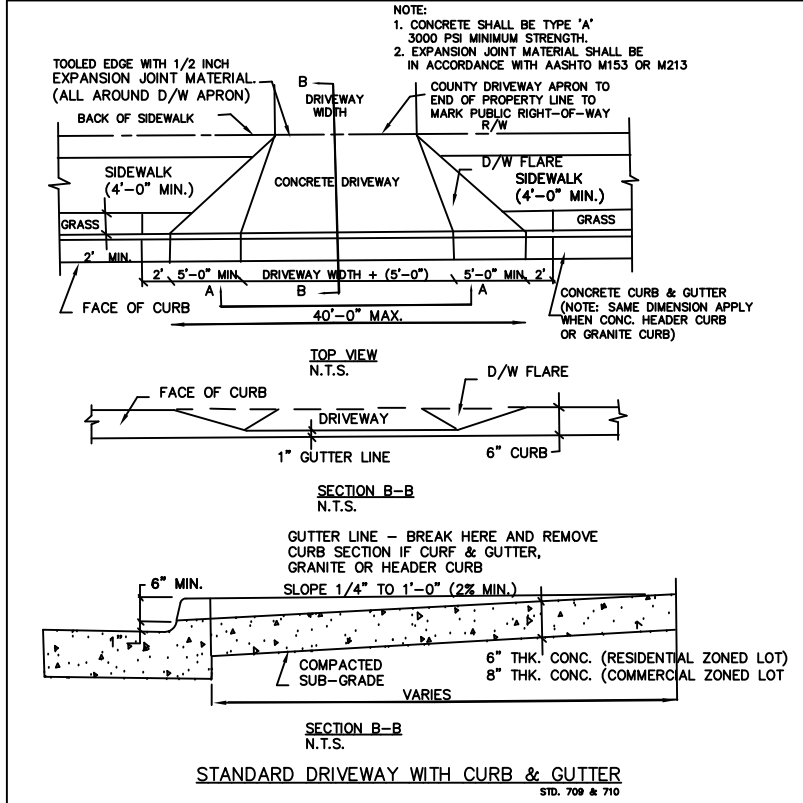 NOTE:
1. CONCRETE SHALL BE TYPE 'A'
3000 PSI MINIMUM STRENGTH.
2. EXPANSION JOINT MATERIAL SHALL BE
IN ACCORDANCE WITH AASHTO M153 OR M213
TOOLED EDGE WITH 1/2 INCH
EXPANSION JOINT MATERIAL.
(ALL AROUND D/W APRON)
B
DRIVEWAY
WIDTH
COUNTY DRIVEWAY APRON TO
END OF PROPERTY LINE TO
MARK PUBLIC RIGHT-OF-WAY
R/W
BACK OF SIDEWALK
SIDEWALK
(4'-0" MIN.)
CONCRETE DRIVEWAY
D/W FLARE
SIDEWALK
(4'-0" MIN.)
GRASS
GRASS
2' MIN.
2' 5'-0" MIN DRIVEWAY WIDTH + (5'-0") 5'-0" MIN. 2'
A B A
FACE OF CURB
40'-0" MAX.
CONCRETE CURB & GUTTER
(NOTE: SAME DIMENSION APPLY
WHEN CONC. HEADER CURB
OR GRANITE CURB)
TOP VIEW
N.T.S.
FACE OF CURB
D/W FLARE
DRIVEWAY
1" GUTTER LINE
6" CURB
SECTION B-B
N.T.S.
GUTTER LINE - BREAK HERE AND REMOVE
CURB SECTION IF CURF & GUTTER,
GRANITE OR HEADER CURB
6" MIN.
SLOPE 1/4" TO 1'-0" (2% MIN.)
1"
COMPACTED
SUB-GRADE
6" THK. CONC. (RESIDENTIAL ZONED LOT)
8" THK. CONC. (COMMERCIAL ZONED LOT
VARIES
SECTION B-B
N.T.S.
STANDARD DRIVEWAY WITH CURB & GUTTER
STD. 709 & 710